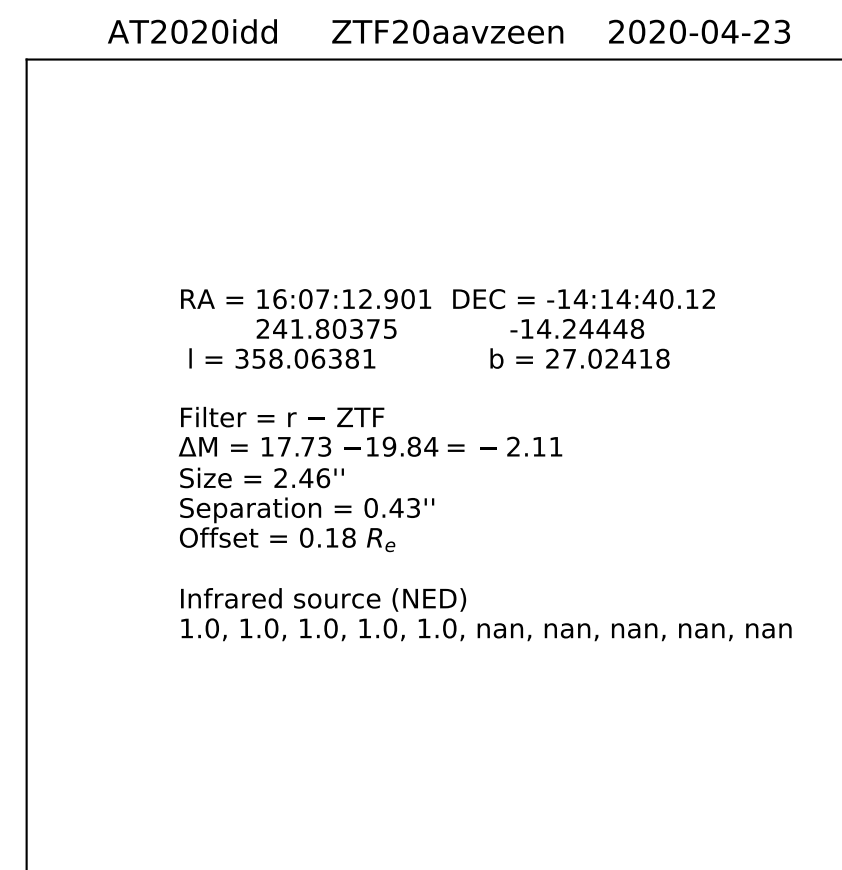 AT2020idd ZTF20aavzeen 2020-04-23
RA = 16:07:12.901 DEC = -14:14:40.12
241.80375 -14.24448
l = 358.06381 b = 27.02418
Filter = r − ZTF
ΔM = 17.73 −19.84 = − 2.11
Size = 2.46''
Separation = 0.43''
Offset = 0.18 Re
Infrared source (NED)
1.0, 1.0, 1.0, 1.0, 1.0, nan, nan, nan, nan, nan